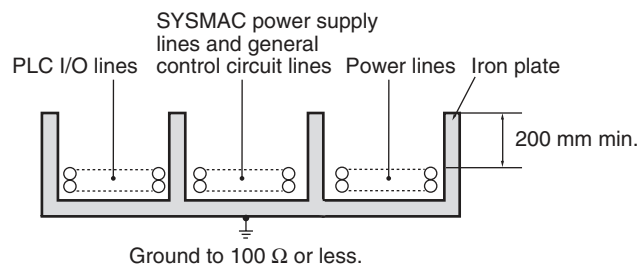 SYSMAC power supply
lines and general
PLC I/O lines control circuit lines Power lines Iron plate
200 mm min.
Ground to 100 Ω or less.